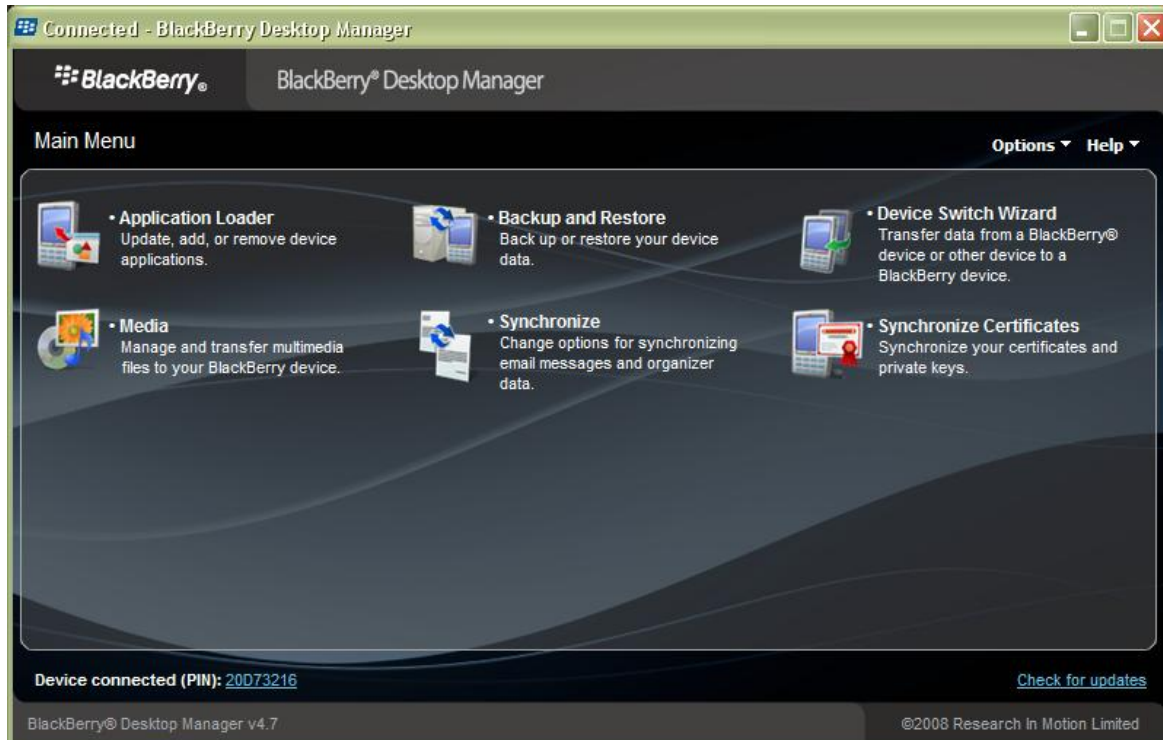 Connected - BlackBerry Desktop Manager
BlackBerry®
BlackBerry® Desktop Manager
Main Menu
Options
Help
• Application Loader
Update, add, or remove device
applications.
• Backup and Restore
Back up or restore your device
data.
• Device Switch Wizard
Transfer data from a BlackBerry®
device or other device to a
BlackBerry device.
• Media
Manage and transfer multimedia
files to your BlackBerry device.
• Synchronize
Change options for synchronizing
email messages and organizer
data.
• Synchronize Certificates
Synchronize your certificates and
private keys.
Device connected (PIN): 20D73216
Check for updates
BlackBerry® Desktop Manager v4.7
©2008 Research In Motion Limited